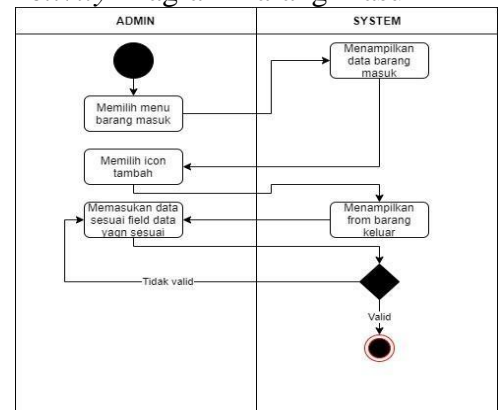 Activity Diagram Barang Masuk
ADMIN
SYSTEM
Menampilkan
data barang
masuk
Memilih menu
barang masuk
Memilih icon
tambah
Memasukan data
sesuai field data
yagn sesuai
Menampilkan
from barang
keluar
Tidak valid
Valid